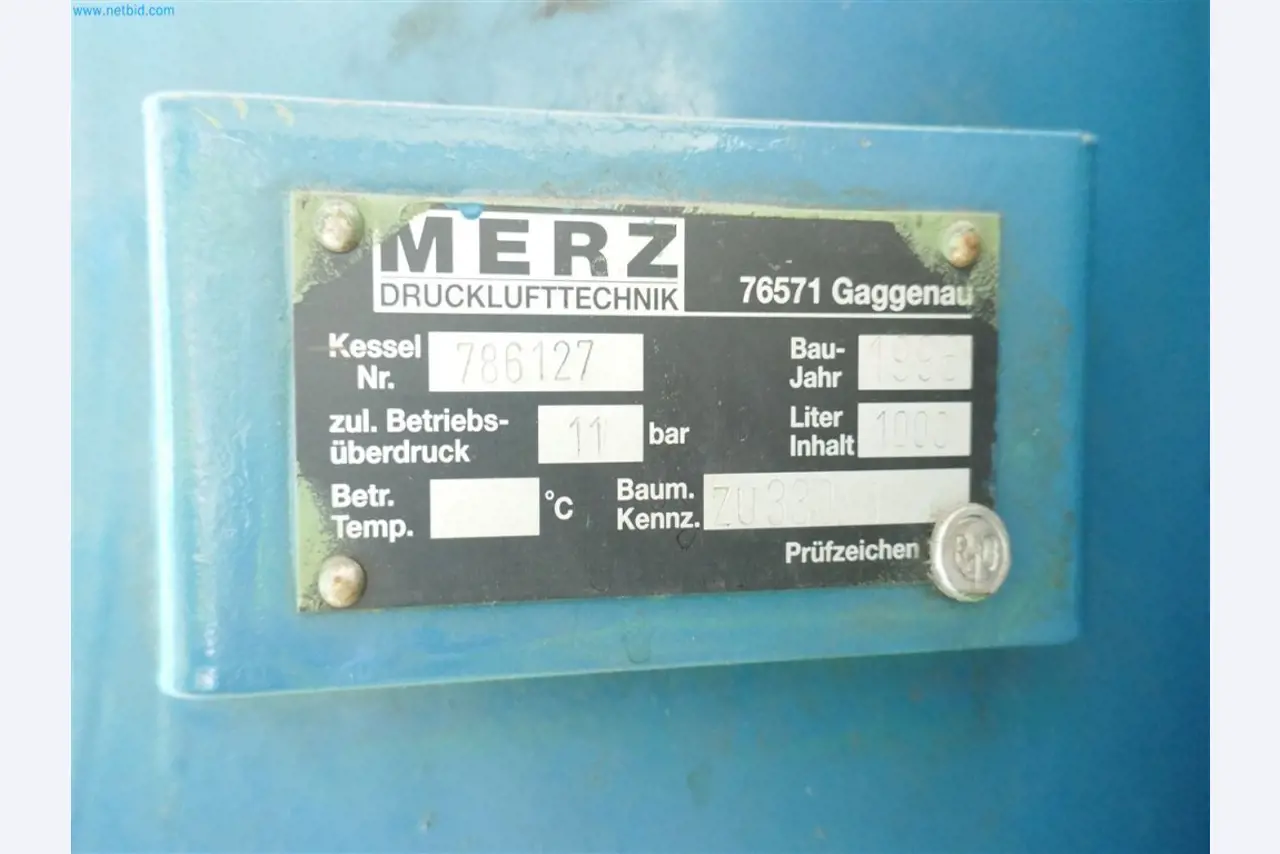 www.netbid.com
MERZ
DRUCKLUFTTECHNIK
76571 Gaggenau
Kessel Nr. 786127
Bau-Jahr
zul. Betriebs-
überdruck 11 bar
Liter Inhalt 1000
Betr. Temp. °C
Baum. Kennz.
Prüfzeichen